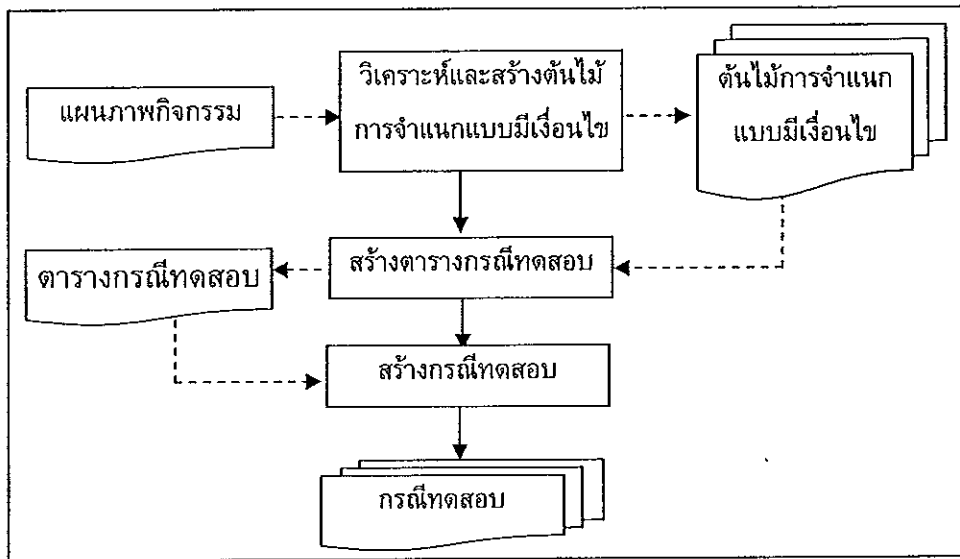 แผนภาพกิจกรรม
วิเคราะห์และสร้างต้นไม้
การจำแนกแบบมีเงื่อนไข
ต้นไม้การจำแนก
แบบมีเงื่อนไข
ตารางกรณีทดสอบ
สร้างตารางกรณีทดสอบ
สร้างกรณีทดสอบ
กรณีทดสอบ